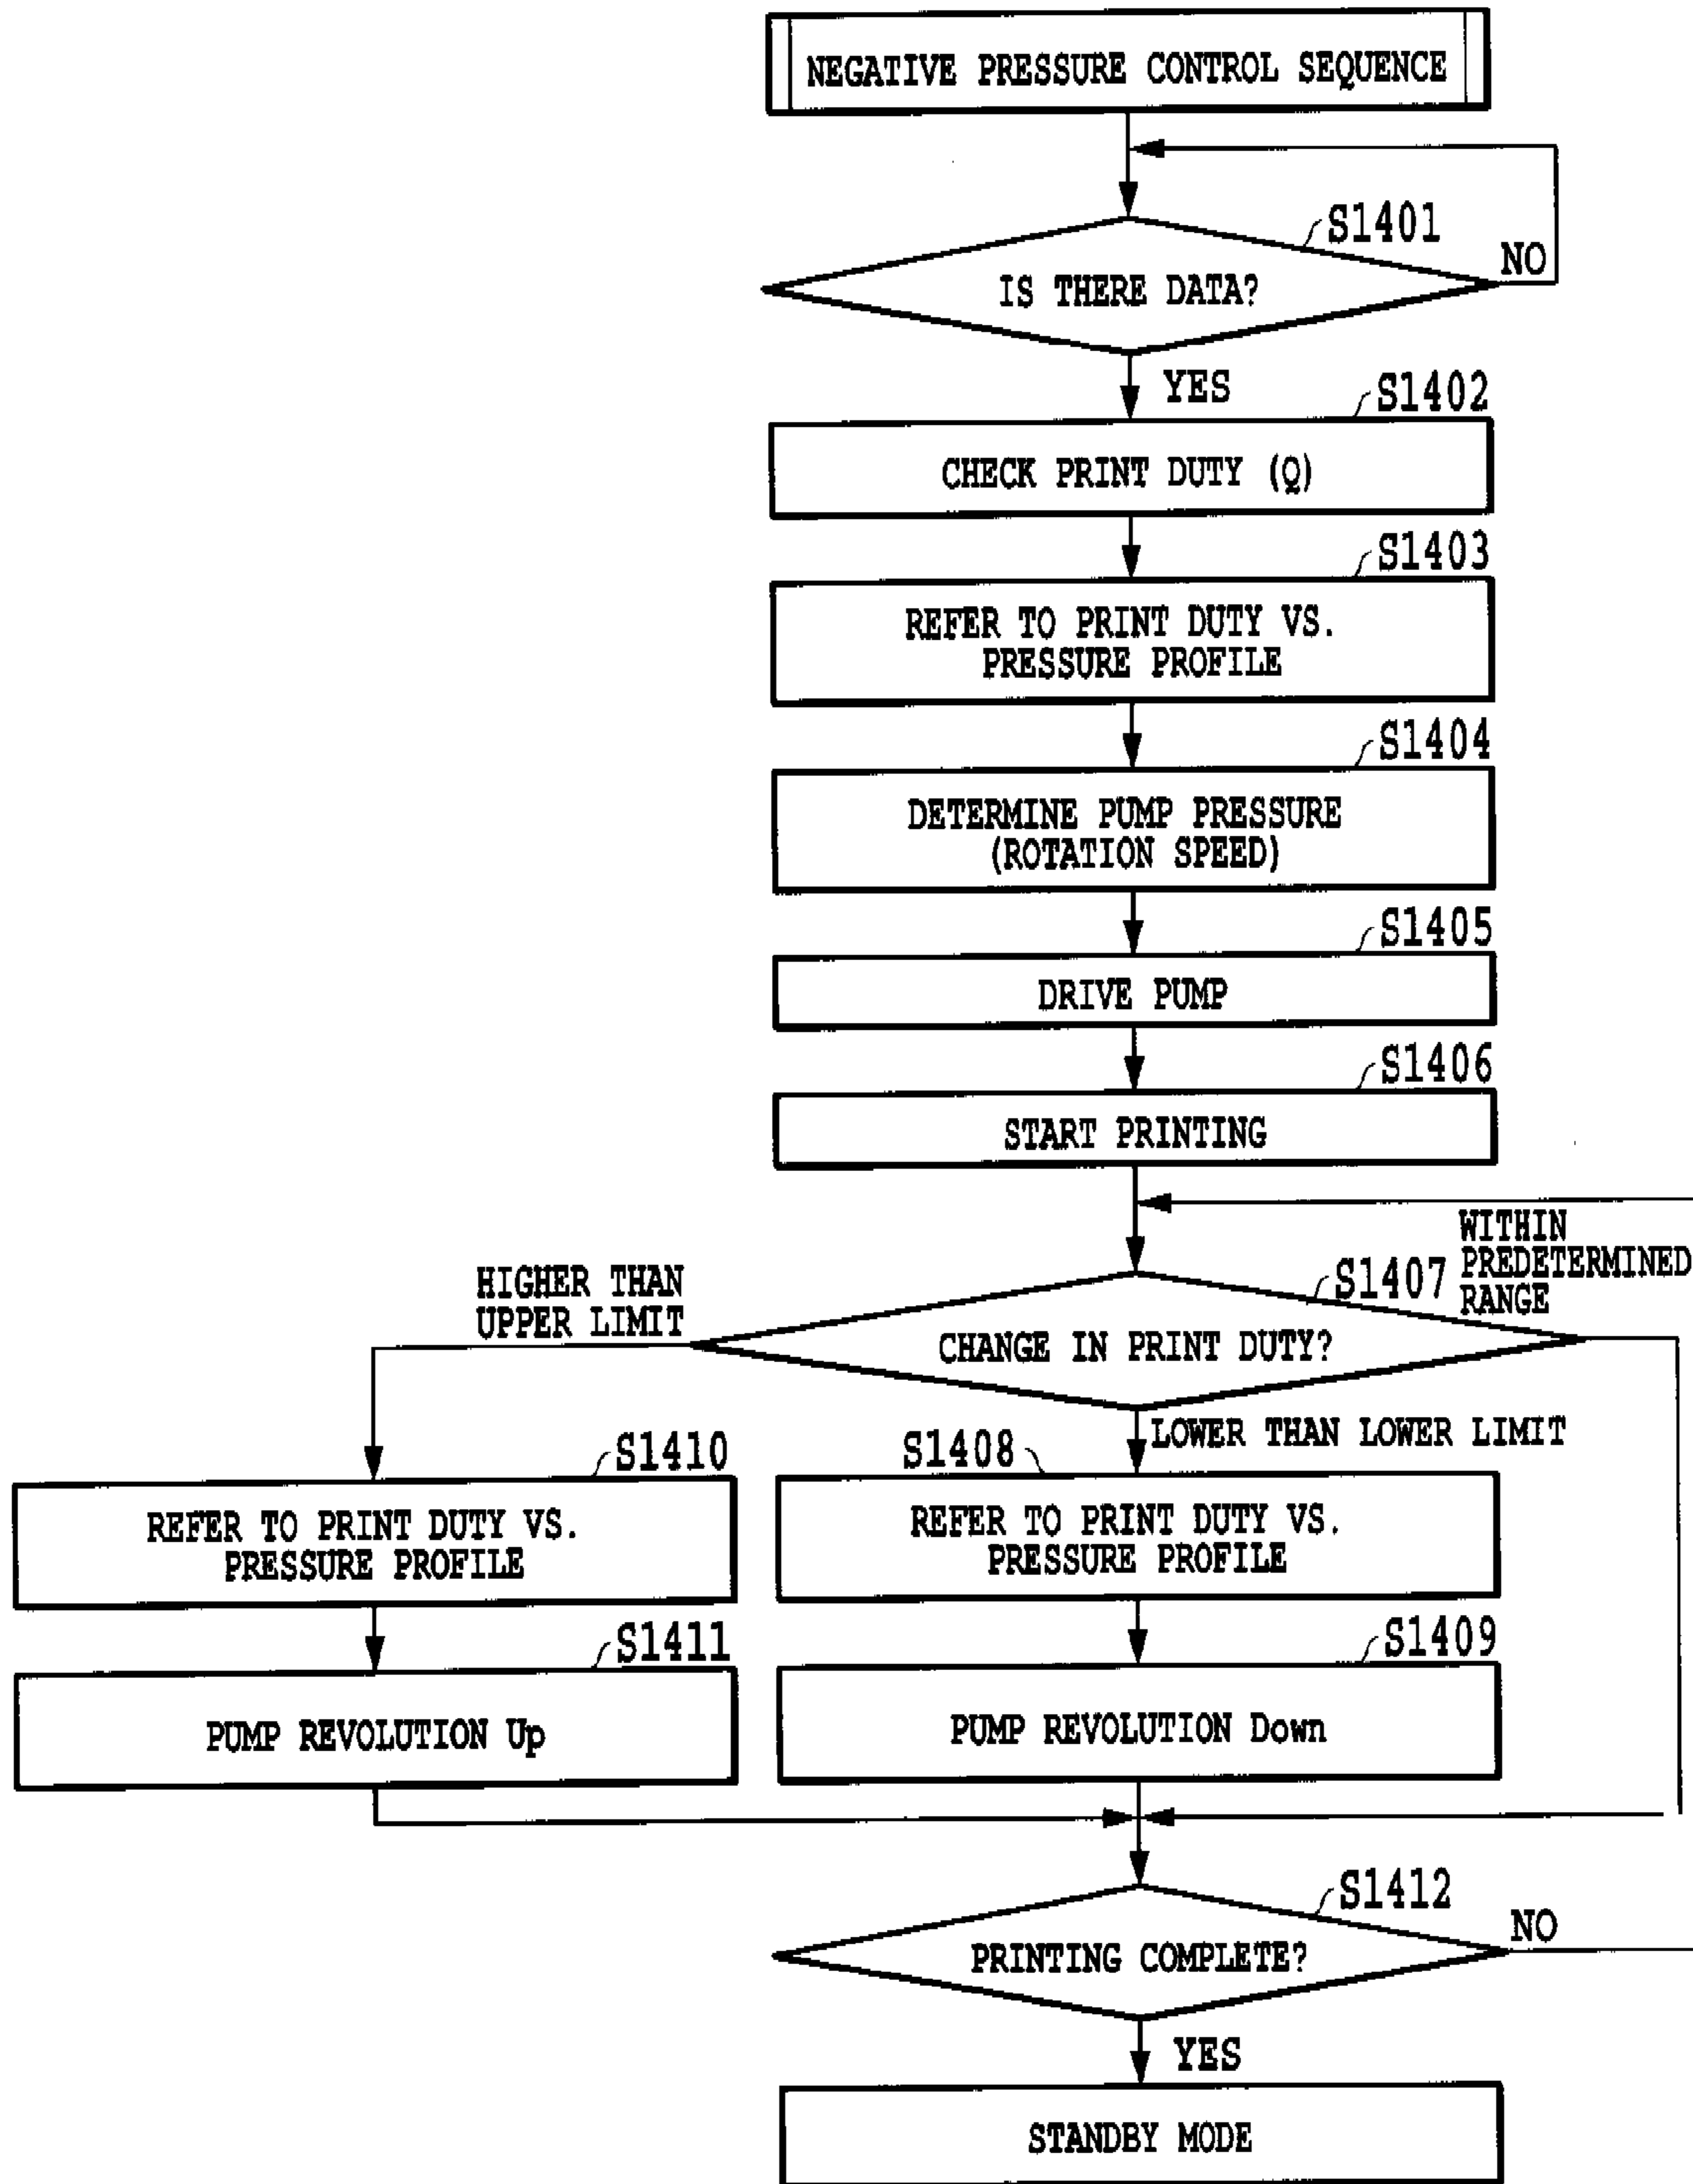 NEGATIVE PRESSURE CONTROL SEQUENCE
S1401
NO
IS THERE DATA?
YES
S1402
CHECK PRINT DUTY (Q)
S1403
REFER TO PRINT DUTY VS.
PRESSURE PROFILE
S1404
DETERMINE PUMP PRESSURE
(ROTATION SPEED)
S1405
DRIVE PUMP
S1406
START PRINTING
WITHIN
PREDETERMINED
RANGE
S1407
HIGHER THAN
UPPER LIMIT
CHANGE IN PRINT DUTY?
LOWER THAN LOWER LIMIT
S1410
REFER TO PRINT DUTY VS.
PRESSURE PROFILE
S1408
REFER TO PRINT DUTY VS.
PRESSURE PROFILE
S1411
PUMP REVOLUTION Up
S1409
PUMP REVOLUTION Down
S1412
NO
PRINTING COMPLETE?
YES
STANDBY MODE